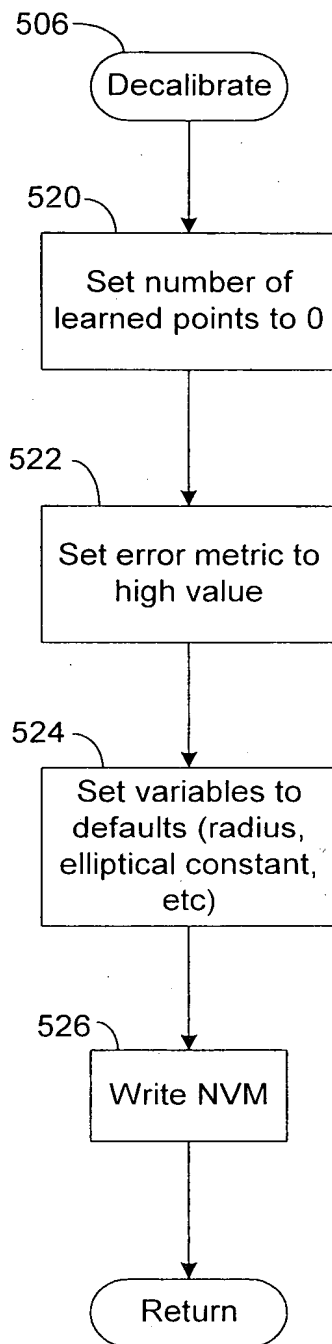 506
Decalibrate
520
Set number of
learned points to 0
522
Set error metric to
high value
524
Set variables to
defaults (radius,
elliptical constant,
etc)
526
Write NVM
Return